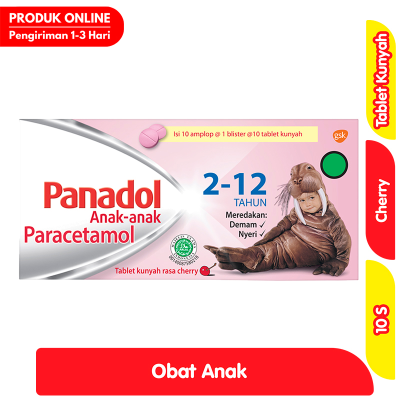 PRODUK ONLINE
Pengiriman 1-3 Hari
Isi 10 amplop @ 1 blister @10 tablet kunyah
gsk
Panadol
Anak-anak
Paracetamol
2-12
TAHUN
Meredakan:
Demam ✓
Nyeri ✓
Tablet kunyah rasa cherry
Tablet Kunyah
Cherry
10S
Obat Anak